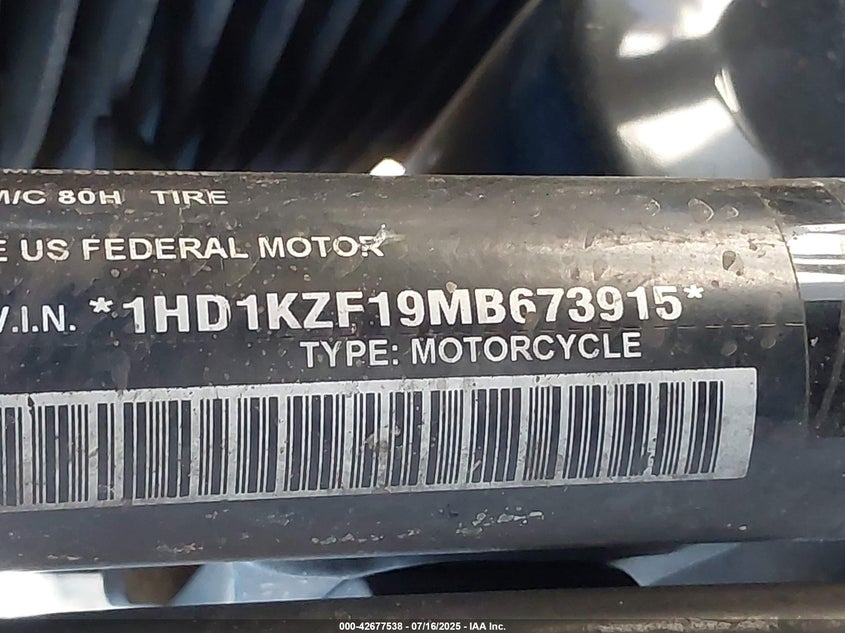 M/C 80H TIRE
E US FEDERAL MOTOR
V.I.N. *1HD1KZF19MB673915*
TYPE: MOTORCYCLE
000-42677538 - 07/16/2025 - IAA Inc.